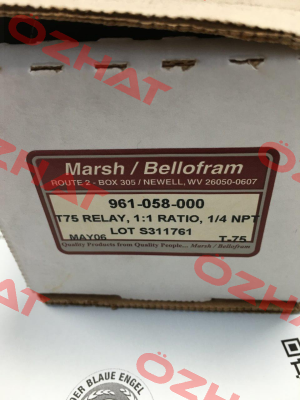 Marsh / Bellofram
ROUTE 2 - BOX 305 / NEWELL, WV 26050-0607
961-058-000
T75 RELAY, 1:1 RATIO, 1/4 NPT
LOT S311761
MAY06 T-75
Quality Products from Quality People... Marsh / Bellofram
DER BLAUE ENGEL
OZHAT
OZHAT
OZHAT
OZHAT
OZHAT